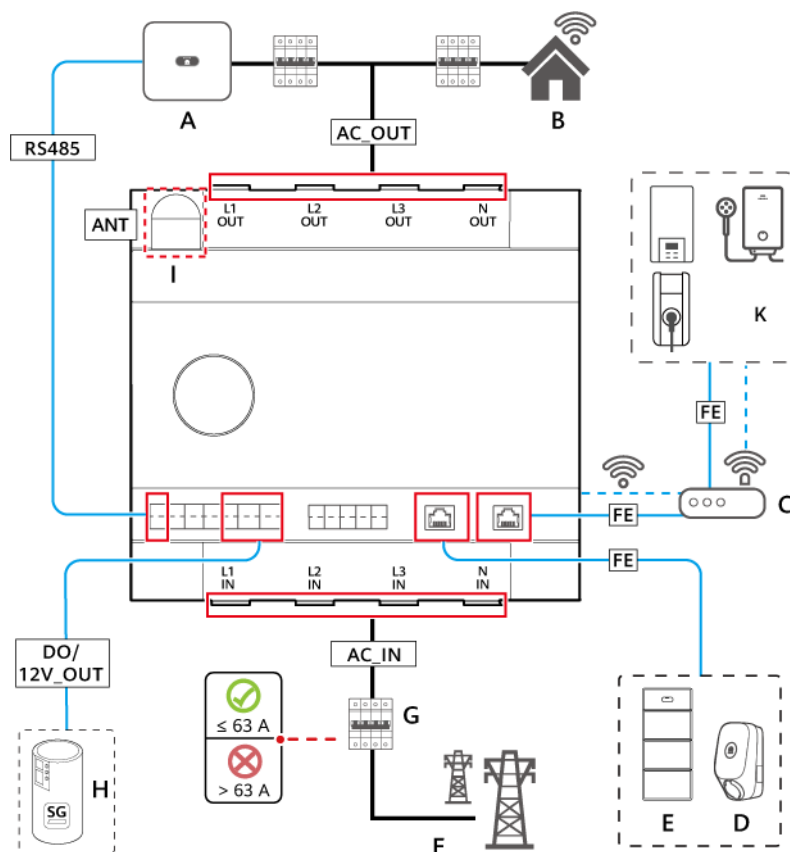 A
B
RS485
AC_OUT
ANT
L1 OUT
L2 OUT
L3 OUT
N OUT
I
K
FE
C
FE
FE
L1 IN
L2 IN
L3 IN
N IN
DO/
12V_OUT
AC_IN
≤ 63 A
> 63 A
G
H
SG
E
D
F